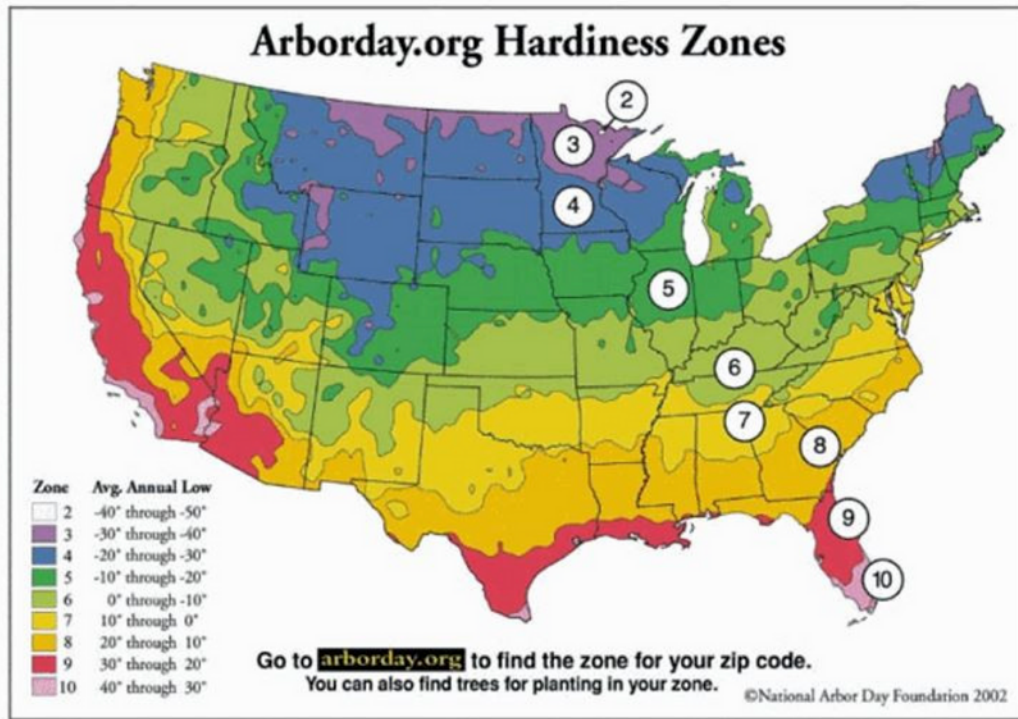 Arborday.org Hardiness Zones
2
3
4
5
6
7
8
9
10
Zone Avg. Annual Low
2 -40° through -50°
3 -30° through -40°
4 -20° through -30°
5 -10° through -20°
6 0° through -10°
7 10° through 0°
8 20° through 10°
9 30° through 20°
10 40° through 30°
Go to arborday.org to find the zone for your zip code.
You can also find trees for planting in your zone.
©National Arbor Day Foundation 2002